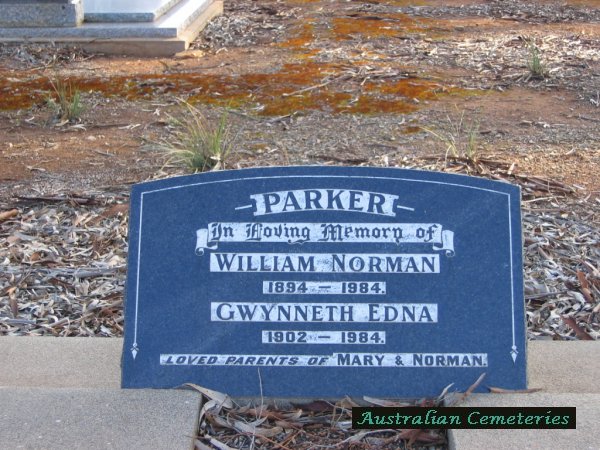 PARKER
In Loving Memory of
WILLIAM NORMAN
1894 — 1984.
GWYNNETH EDNA
1902 — 1984.
LOVED PARENTS OF MARY & NORMAN.
Australian Cemeteries